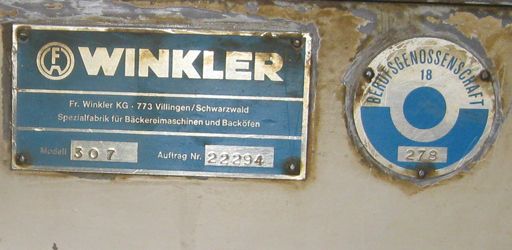 WINKLER
Fr. Winkler KG · 773 Villingen/Schwarzwald
Spezialfabrik für Bäckereimaschinen und Backöfen
Modell 307 Auftrag Nr. 22294
BERUFSGENOSSENSCHAFT
18
278